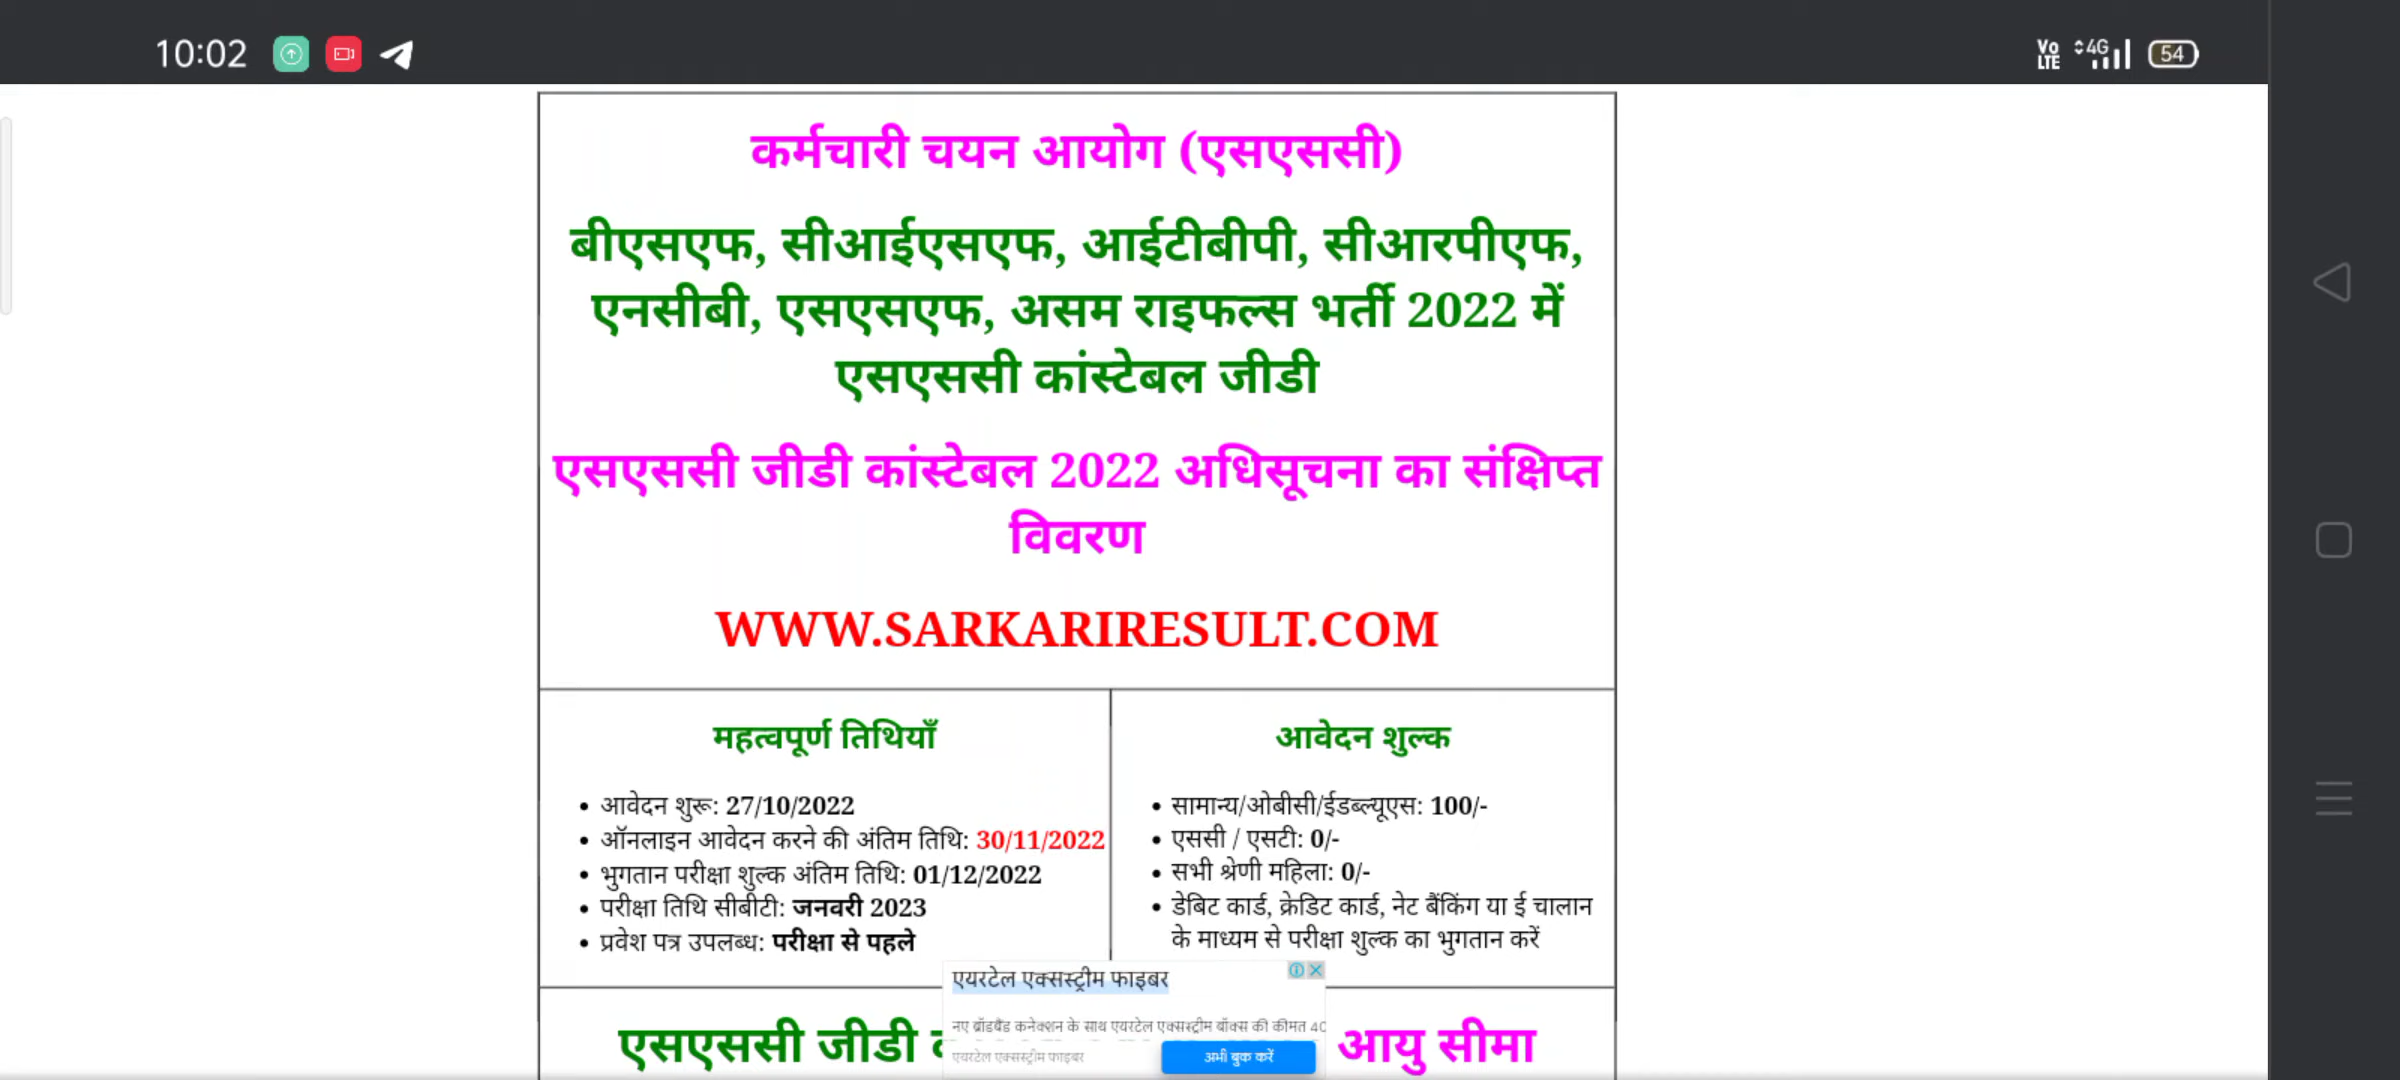 10:02
Vo LTE 4G 54
कर्मचारी चयन आयोग (एसएससी)
बीएसएफ, सीआईएसएफ, आईटीबीपी, सीआरपीएफ,
एनसीबी, एसएसएफ, असम राइफल्स भर्ती 2022 में
एसएससी कांस्टेबल जीडी
एसएससी जीडी कांस्टेबल 2022 अधिसूचना का संक्षिप्त
विवरण
WWW.SARKARIRESULT.COM
महत्वपूर्ण तिथियाँ
• आवेदन शुरू: 27/10/2022
• ऑनलाइन आवेदन करने की अंतिम तिथि: 30/11/2022
• भुगतान परीक्षा शुल्क अंतिम तिथि: 01/12/2022
• परीक्षा तिथि सीबीटी: जनवरी 2023
• प्रवेश पत्र उपलब्ध: परीक्षा से पहले
आवेदन शुल्क
• सामान्य/ओबीसी/ईडब्ल्यूएस: 100/-
• एससी / एसटी: 0/-
• सभी श्रेणी महिला: 0/-
• डेबिट कार्ड, क्रेडिट कार्ड, नेट बैंकिंग या ई चालान
के माध्यम से परीक्षा शुल्क का भुगतान करें
एयरटेल एक्सस्ट्रीम फाइबर
नए ब्रॉडबैंड कनेक्शन के साथ एयरटेल एक्सस्ट्रीम बॉक्स की कीमत
एयरटेल एक्सस्ट्रीम फाइबर
अभी बुक करें
एसएससी जीडी
आयु सीमा